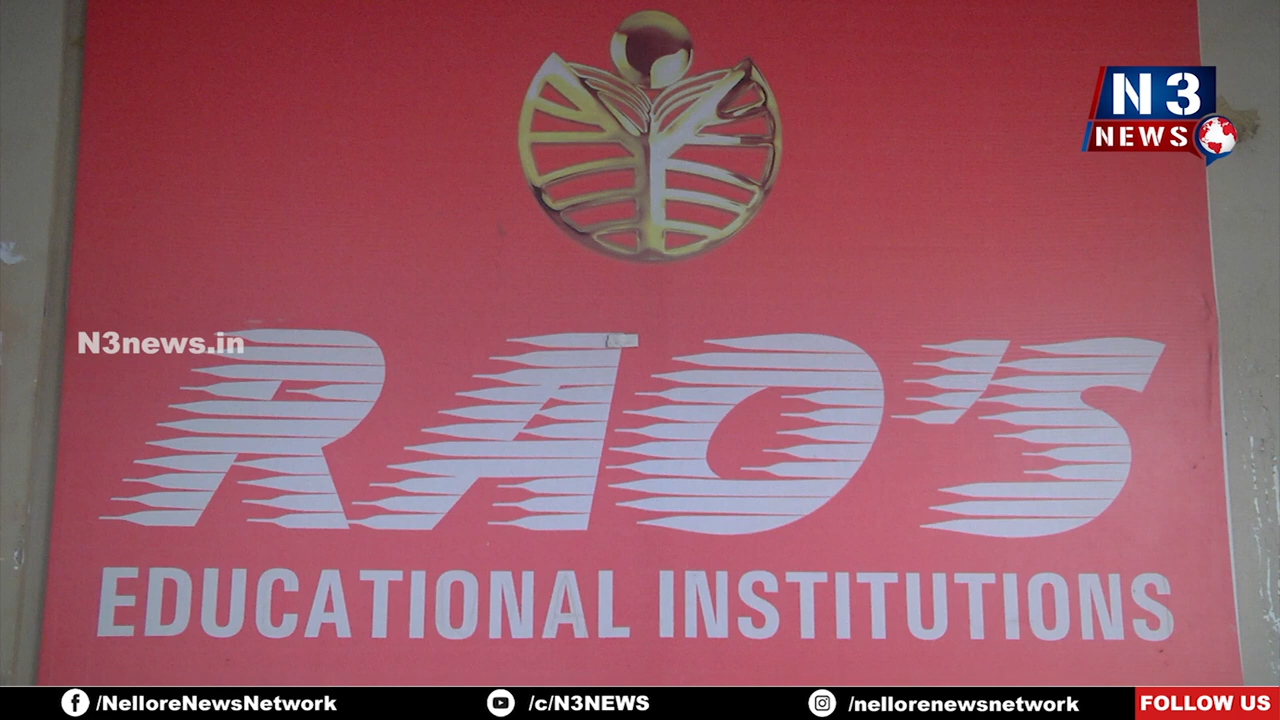 N3
NEWS
N3news.in
RAO'S
EDUCATIONAL INSTITUTIONS
/NelloreNewsNetwork
/c/N3NEWS
/nellorenewsnetwork
FOLLOW US